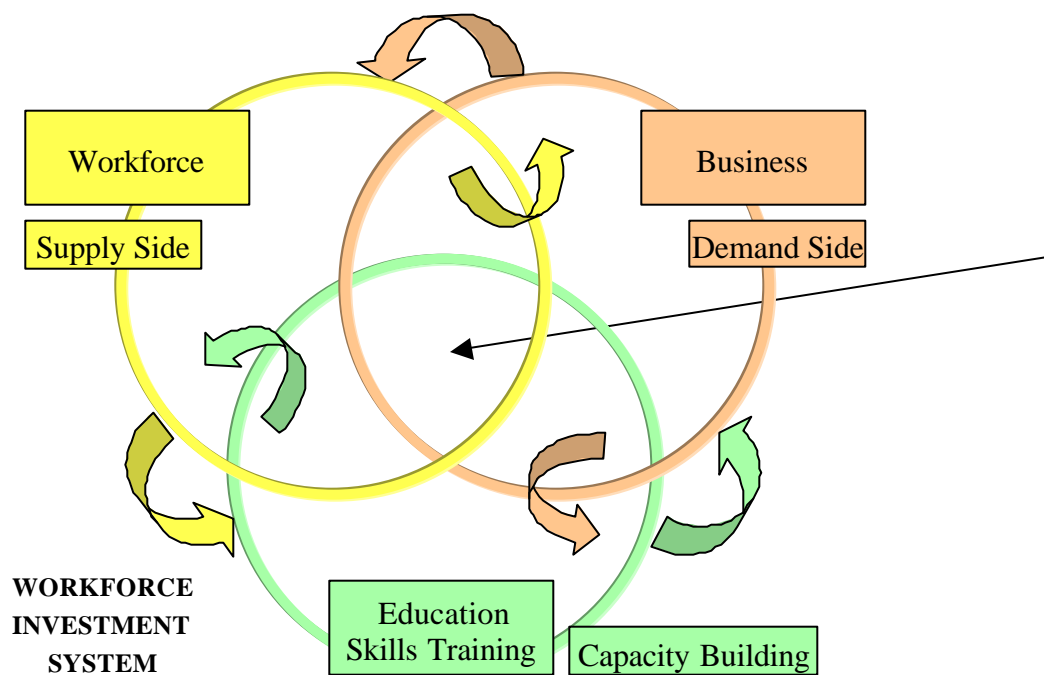 Workforce
Supply Side
Business
Demand Side
WORKFORCE
INVESTMENT
SYSTEM
Education
Skills Training
Capacity Building